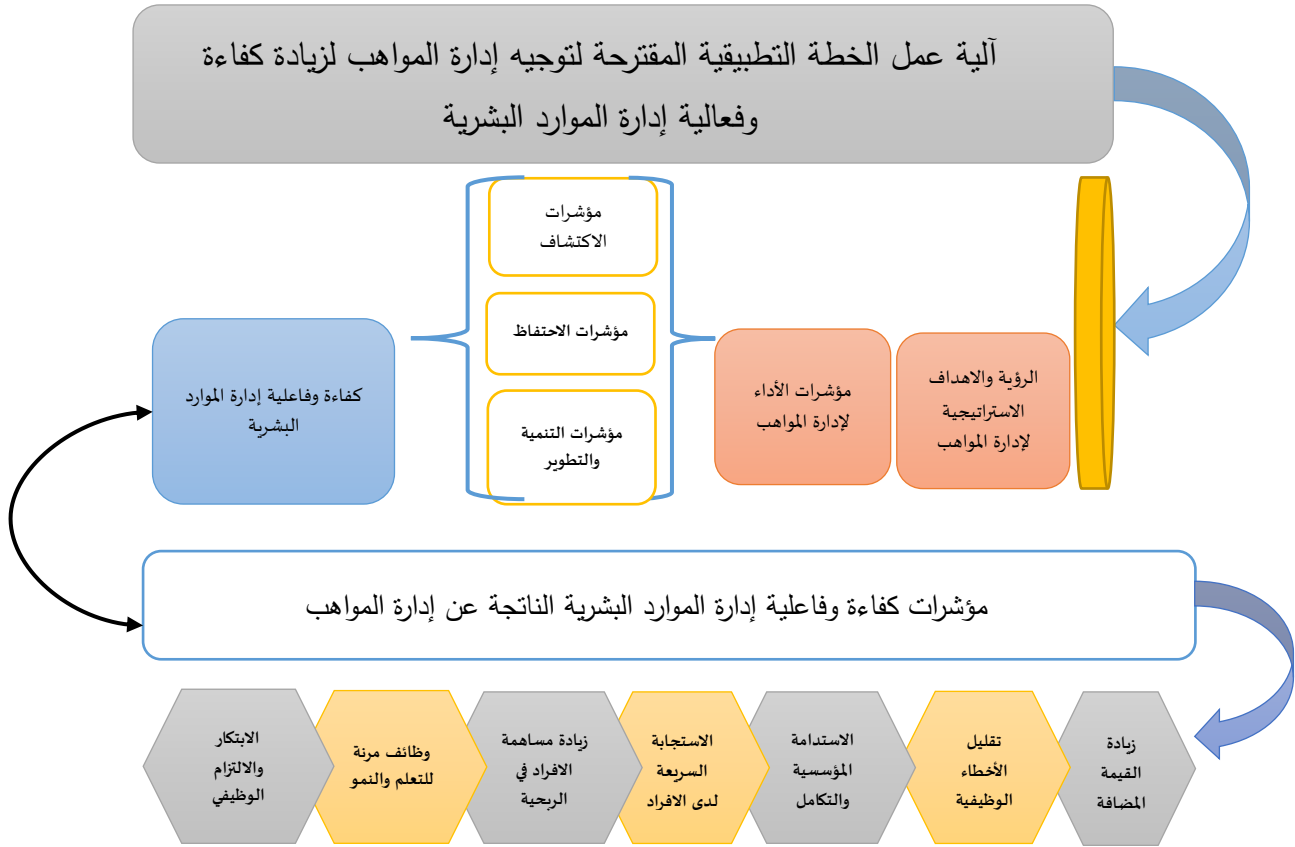 آلية عمل الخطة التطبيقية المقترحة لتوجيه إدارة المواهب لزيادة كفاءة
وفعالية إدارة الموارد البشرية
الرؤية والاهداف
الاستراتيجية
لإدارة المواهب
مؤشرات الأداء
لإدارة المواهب
مؤشرات
الاكتشاف
مؤشرات الاحتفاظ
مؤشرات التنمية
والتطوير
كفاءة وفاعلية إدارة الموارد
البشرية
مؤشرات كفاءة وفاعلية إدارة الموارد البشرية الناتجة عن إدارة المواهب
زيادة
القيمة
المضافة
تقليل
الأخطاء
الوظيفية
الاستدامة
المؤسسية
والتكامل
الاستجابة
السريعة
لدى الافراد
زيادة مساهمة
الافراد في
الربحية
وظائف مرنة
للتعلم والنمو
الابتكار
والالتزام
الوظيفي